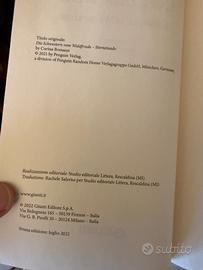 Titolo originale:
Die Schwestern vom Waldfriede – Sternstunde
by Corina Bomann
© 2021 by Penguin Verlag,
a division of Penguin Random House Verlagsgruppe GmbH, München, Germany
Realizzazione editoriale: Studio editoriale Littera, Rescaldina (MI)
Traduzione: Rachele Salerno per Studio editoriale Littera, Rescaldina (MI)
www.giunti.it
© 2022 Giunti Editore S.p.A.
Via Bolognese 165 – 50139 Firenze – Italia
Via G. B. Pirelli 30 – 20124 Milano – Italia
Prima edizione: luglio 2022
subito